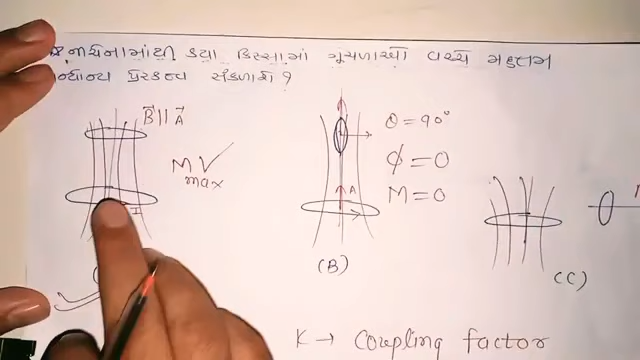 નીચેનામાંથી કયા કિસ્સામાં ગૂંચળાઓ વચ્ચે મહત્તમ
અન્યોન્ય પ્રેરકત્વ સંકળાશે ?
B⃗ || A⃗
M ✓
max
I
A
θ = 90°
ϕ = 0
M = 0
(B)
(C)
K → Coupling factor